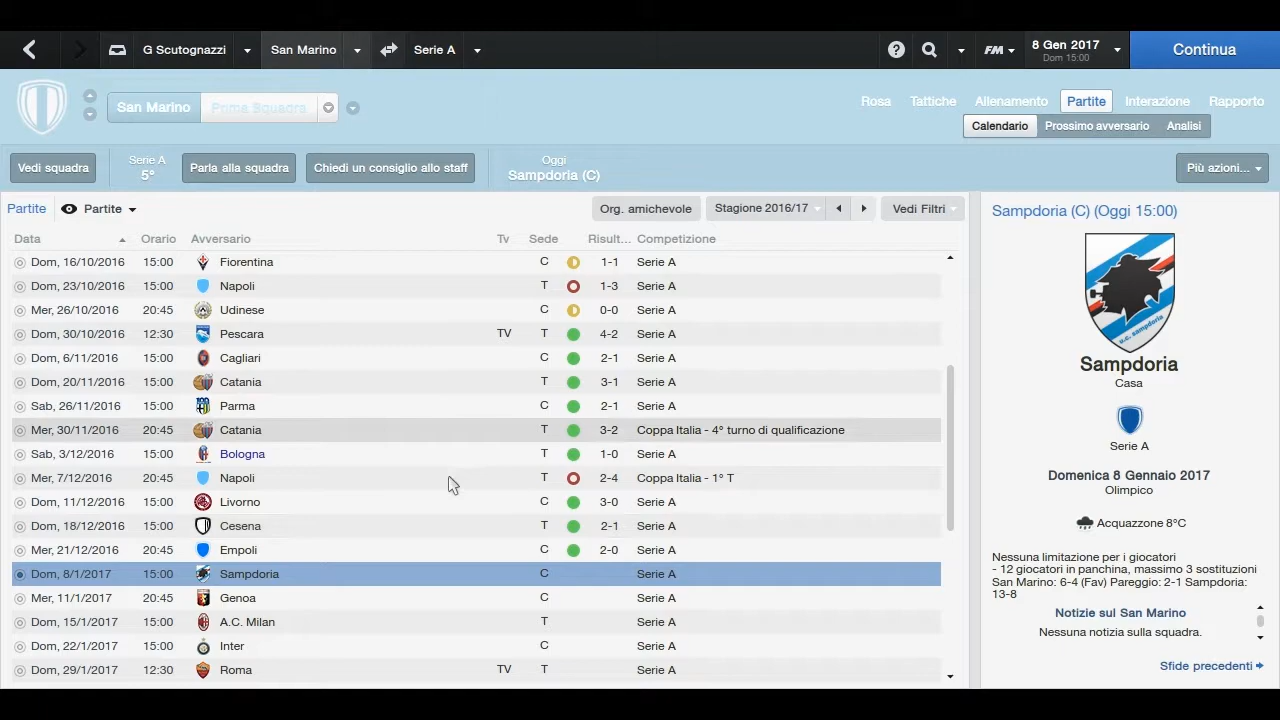 G Scutognazzi San Marino Serie A FM 8 Gen 2017 Continua
Dom 15:00
San Marino Prima Squadra Rosa Tattiche Allenamento Partite Interazione Rapporto
Calendario Prossimo avversario Analisi
Vedi squadra Serie A 5° Parla alla squadra Chiedi un consiglio allo staff Oggi Sampdoria (C) Più azioni...
Partite Partite Org. amichevole Stagione 2016/17 Vedi Filtri
Data Orario Avversario Tv Sede Risult... Competizione
Dom, 16/10/2016 15:00 Fiorentina C 1-1 Serie A
Dom, 23/10/2016 15:00 Napoli T 1-3 Serie A
Mer, 26/10/2016 20:45 Udinese C 0-0 Serie A
Dom, 30/10/2016 12:30 Pescara TV T 4-2 Serie A
Dom, 6/11/2016 15:00 Cagliari C 2-1 Serie A
Dom, 20/11/2016 15:00 Catania T 3-1 Serie A
Sab, 26/11/2016 15:00 Parma C 2-1 Serie A
Mer, 30/11/2016 20:45 Catania T 3-2 Coppa Italia - 4° turno di qualificazione
Sab, 3/12/2016 15:00 Bologna T 1-0 Serie A
Mer, 7/12/2016 20:45 Napoli T 2-4 Coppa Italia - 1° T
Dom, 11/12/2016 15:00 Livorno C 3-0 Serie A
Dom, 18/12/2016 15:00 Cesena T 2-1 Serie A
Mer, 21/12/2016 20:45 Empoli C 2-0 Serie A
Dom, 8/1/2017 15:00 Sampdoria C Serie A
Mer, 11/1/2017 20:45 Genoa C Serie A
Dom, 15/1/2017 15:00 A.C. Milan T Serie A
Dom, 22/1/2017 15:00 Inter C Serie A
Dom, 29/1/2017 12:30 Roma TV T Serie A
Sampdoria (C) (Oggi 15:00)
u.c. sampdoria
Sampdoria
Casa
Serie A
Domenica 8 Gennaio 2017
Olimpico
Acquazzone 8°C
Nessuna limitazione per i giocatori
- 12 giocatori in panchina, massimo 3 sostituzioni
San Marino: 6-4 (Fav) Pareggio: 2-1 Sampdoria:
13-8
Notizie sul San Marino
Nessuna notizia sulla squadra.
Sfide precedenti